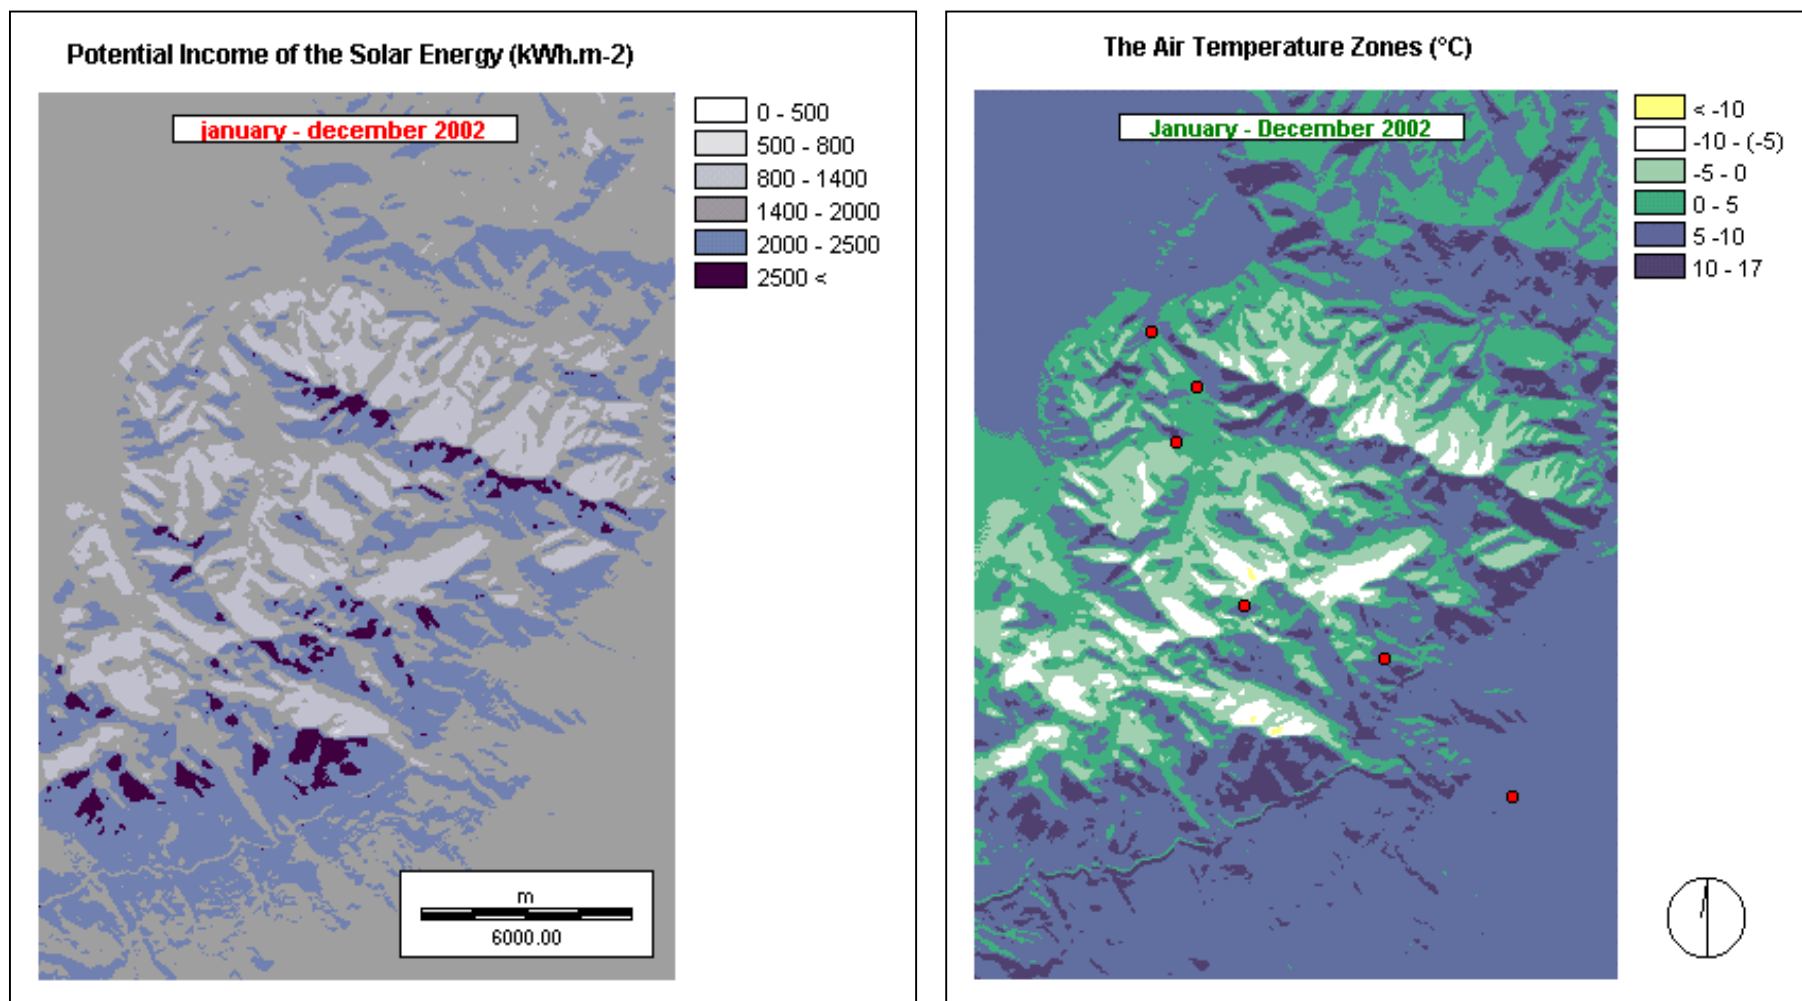 Potential Income of the Solar Energy (kWh.m-2)
january - december 2002
0 - 500
500 - 800
800 - 1400
1400 - 2000
2000 - 2500
2500 <
m
6000.00
The Air Temperature Zones (°C)
January - December 2002
< -10
-10 - (-5)
-5 - 0
0 - 5
5 -10
10 - 17